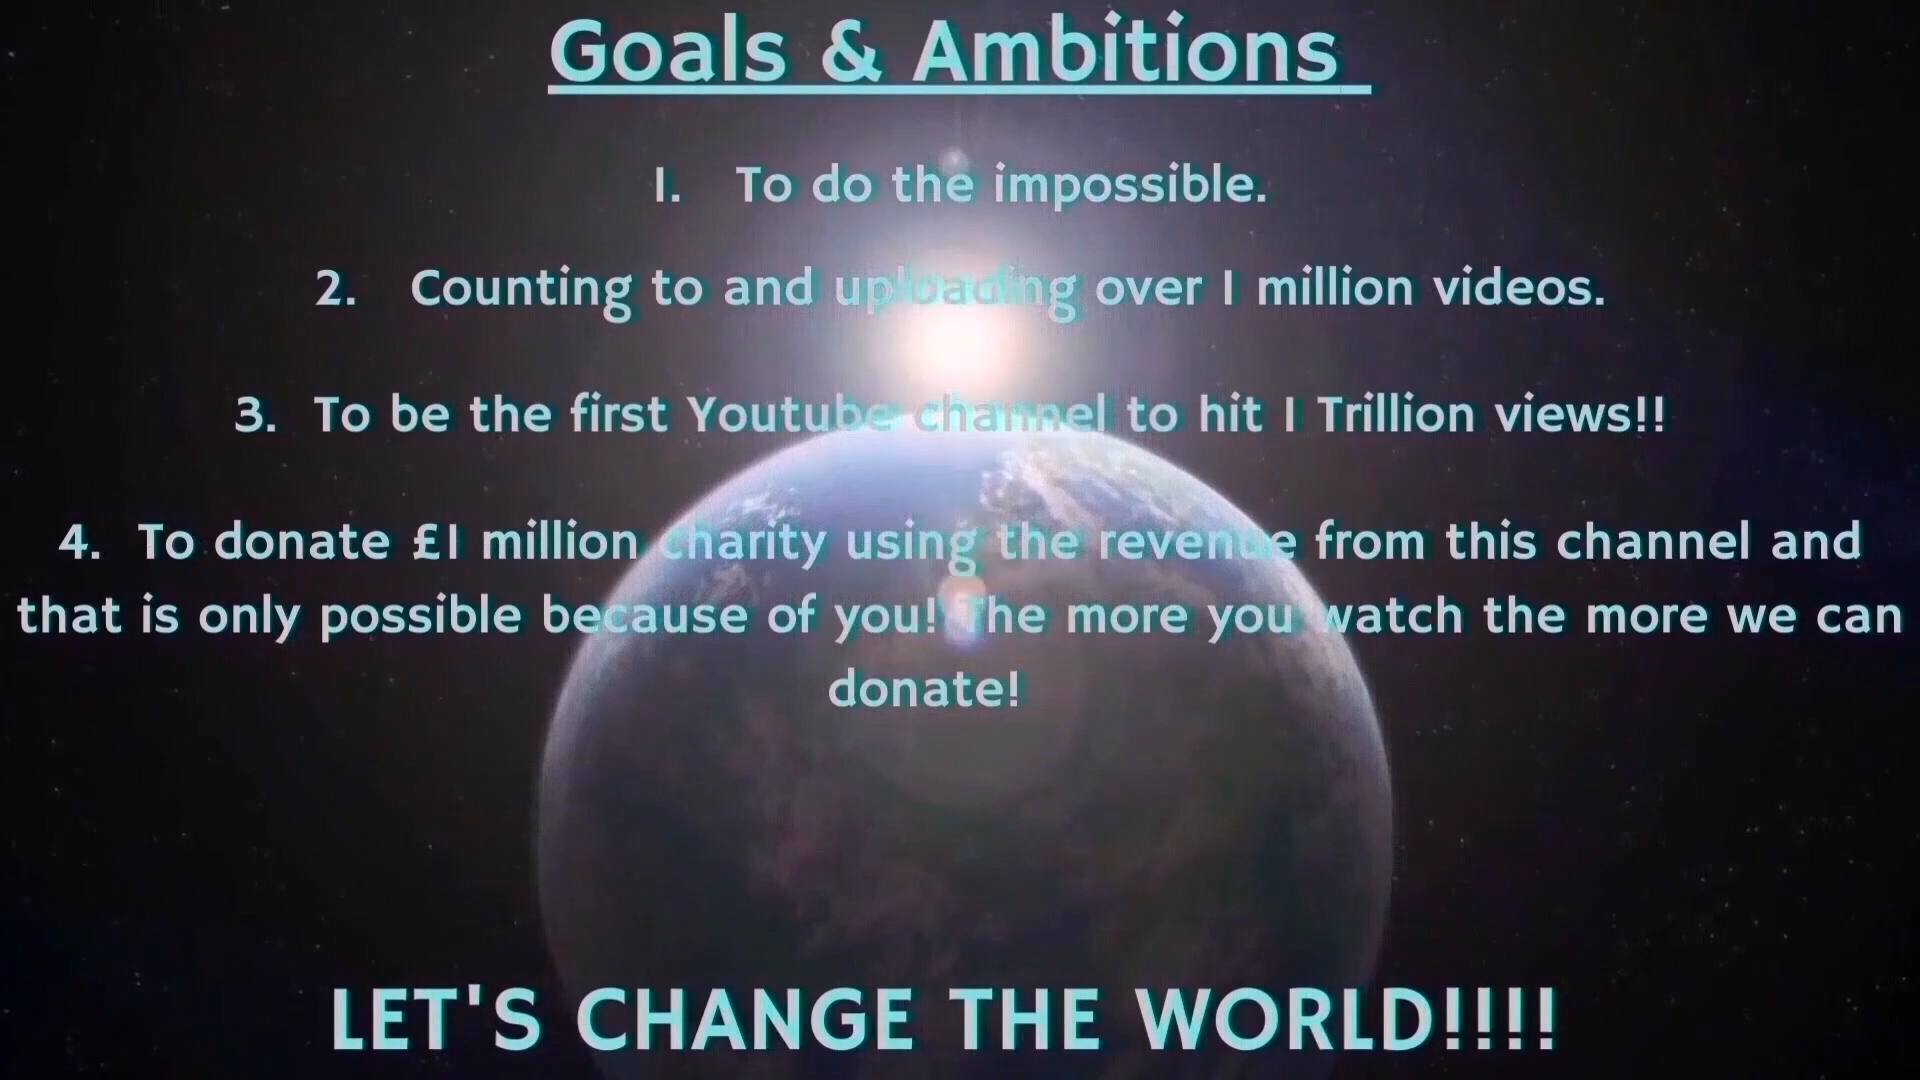 Goals & Ambitions
1. To do the impossible.
2. Counting to and uploading over 1 million videos.
3. To be the first Youtube channel to hit 1 Trillion views!!
4. To donate £1 million charity using the revenue from this channel and
that is only possible because of you! The more you watch the more we can
donate!
LET'S CHANGE THE WORLD!!!!